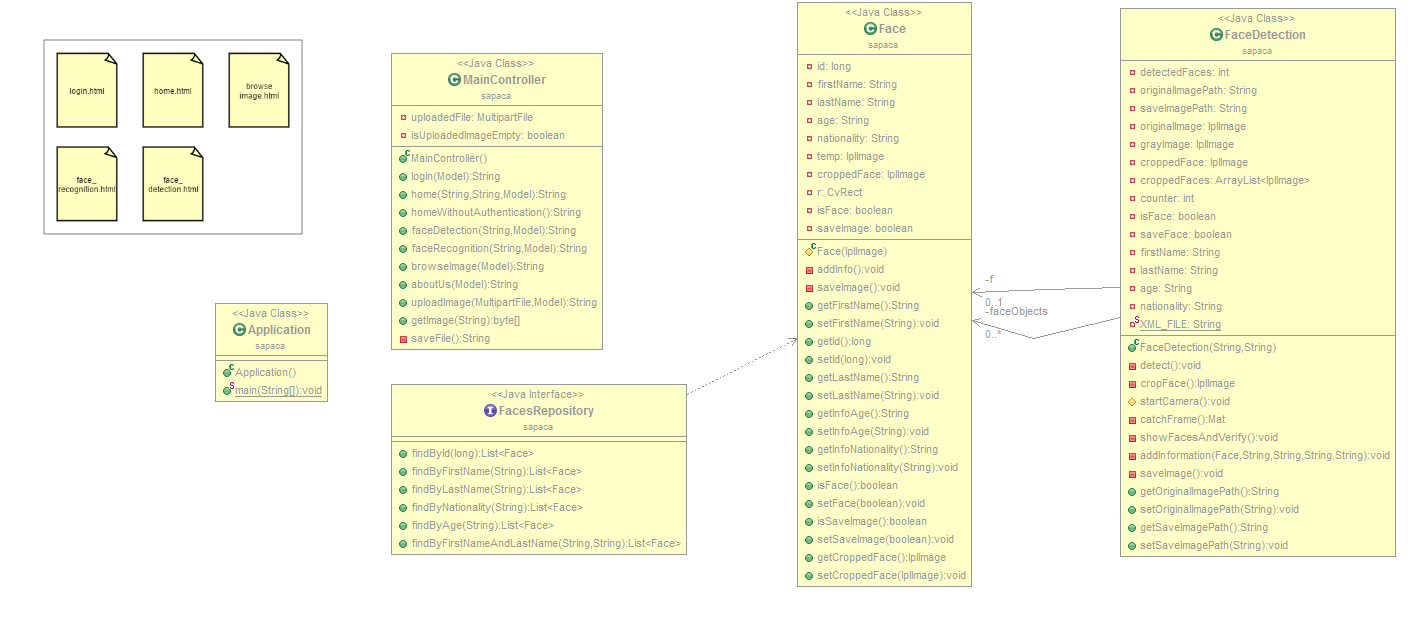 login.html
home.html
browse
image.html
face_
recognition.html
face_
detection.html
<<Java Class>>
Application
sapaca
Application()
main(String[]):void
<<Java Class>>
MainController
sapaca
uploadedFile: MultipartFile
isUploadedImageEmpty: boolean
MainController()
login(Model):String
home(String,String,Model):String
homeWithoutAuthentication():String
faceDetection(String,Model):String
faceRecognition(String,Model):String
browseImage(Model):String
aboutUs(Model):String
uploadImage(MultipartFile,Model):String
getImage(String):byte[]
saveFile():String
<<Java Interface>>
FacesRepository
sapaca
findById(long):List<Face>
findByFirstName(String):List<Face>
findByLastName(String):List<Face>
findByNationality(String):List<Face>
findByAge(String):List<Face>
findByFirstNameAndLastName(String,String):List<Face>
<<Java Class>>
Face
sapaca
id: long
firstName: String
lastName: String
age: String
nationality: String
temp: IplImage
croppedFace: IplImage
r: CvRect
isFace: boolean
saveImage: boolean
Face(IplImage)
addInfo():void
saveImage():void
getFirstName():String
setFirstName(String):void
getId():long
setId(long):void
getLastName():String
setLastName(String):void
getInfoAge():String
setInfoAge(String):void
getInfoNationality():String
setInfoNationality(String):void
isFace():boolean
setFace(boolean):void
isSaveImage():boolean
setSaveImage(boolean):void
getCroppedFace():IplImage
setCroppedFace(IplImage):void
-f
0..1
-faceObjects
0..*
<<Java Class>>
FaceDetection
sapaca
detectedFaces: int
originalImagePath: String
saveImagePath: String
originalImage: IplImage
grayImage: IplImage
croppedFace: IplImage
croppedFaces: ArrayList<IplImage>
counter: int
isFace: boolean
saveFace: boolean
firstName: String
lastName: String
age: String
nationality: String
XML_FILE: String
FaceDetection(String,String)
detect():void
cropFace():IplImage
startCamera():void
catchFrame():Mat
showFacesAndVerify():void
addInformation(Face,String,String,String,String):void
saveImage():void
getOriginalImagePath():String
setOriginalImagePath(String):void
getSaveImagePath():String
setSaveImagePath(String):void